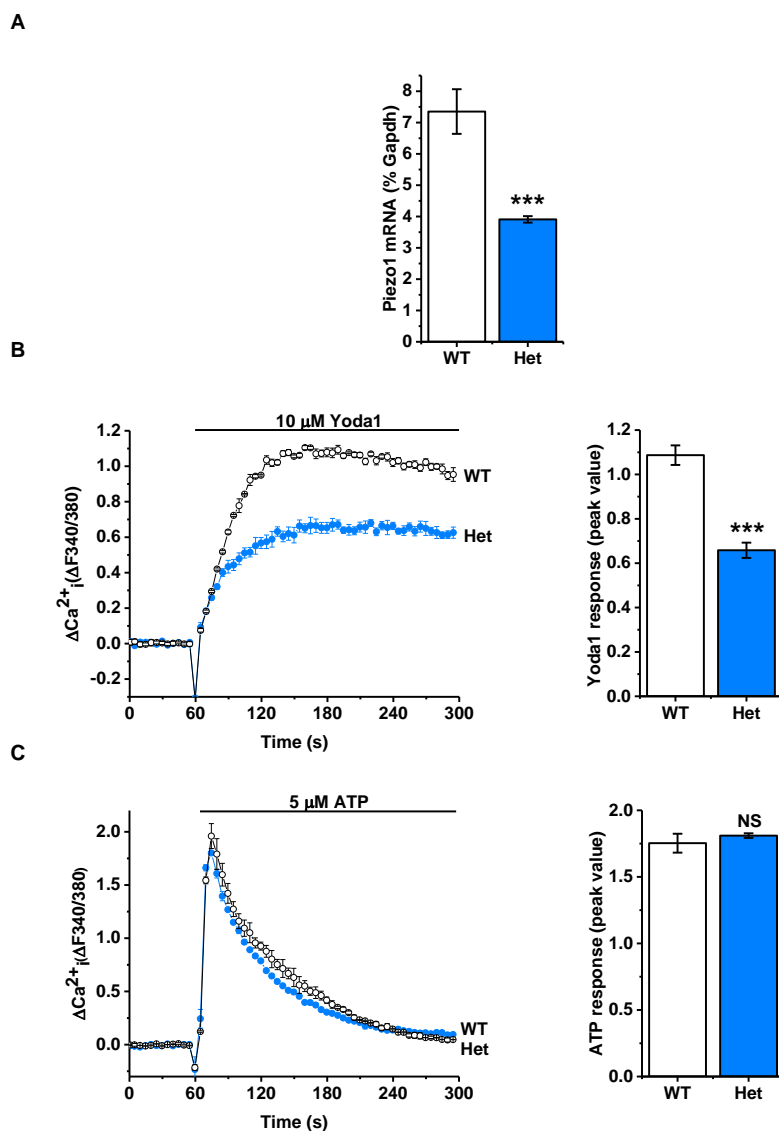 A
Piezo1 mRNA (% Gapdh)
8
7
6
5
4
3
2
1
0
***
WT Het
B
10 μM Yoda1
ΔCa²⁺ᵢ(ΔF340/380)
1.2
1.0
0.8
0.6
0.4
0.2
0.0
-0.2
WT
Het
0 60 120 180 240 300
Time (s)
Yoda1 response (peak value)
1.2
1.0
0.8
0.6
0.4
0.2
0.0
***
WT Het
C
5 μM ATP
ΔCa²⁺ᵢ(ΔF340/380)
2.0
1.5
1.0
0.5
0.0
WT
Het
0 60 120 180 240 300
Time (s)
ATP response (peak value)
2.0
1.5
1.0
0.5
0.0
NS
WT Het